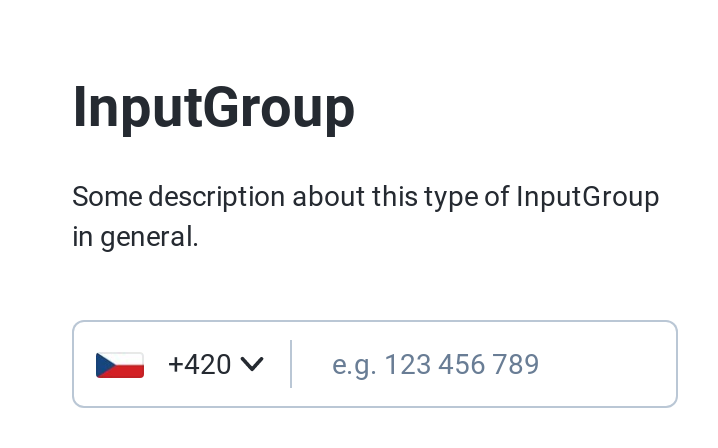 InputGroup
Some description about this type of InputGroup
in general.
+420 e.g. 123 456 789